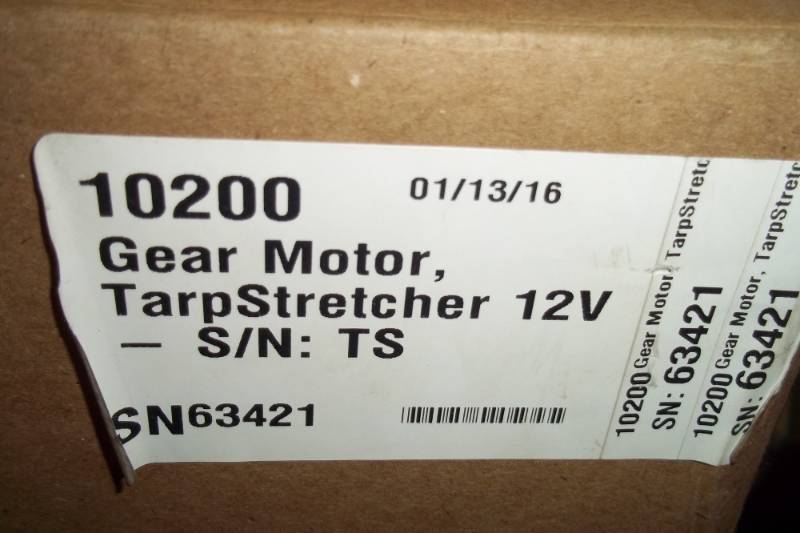 10200 01/13/16
Gear Motor,
TarpStretcher 12V
— S/N: TS
SN63421
10200 Gear Motor, TarpStretc
SN: 63421
10200 Gear Motor, TarpStretc
SN: 63421